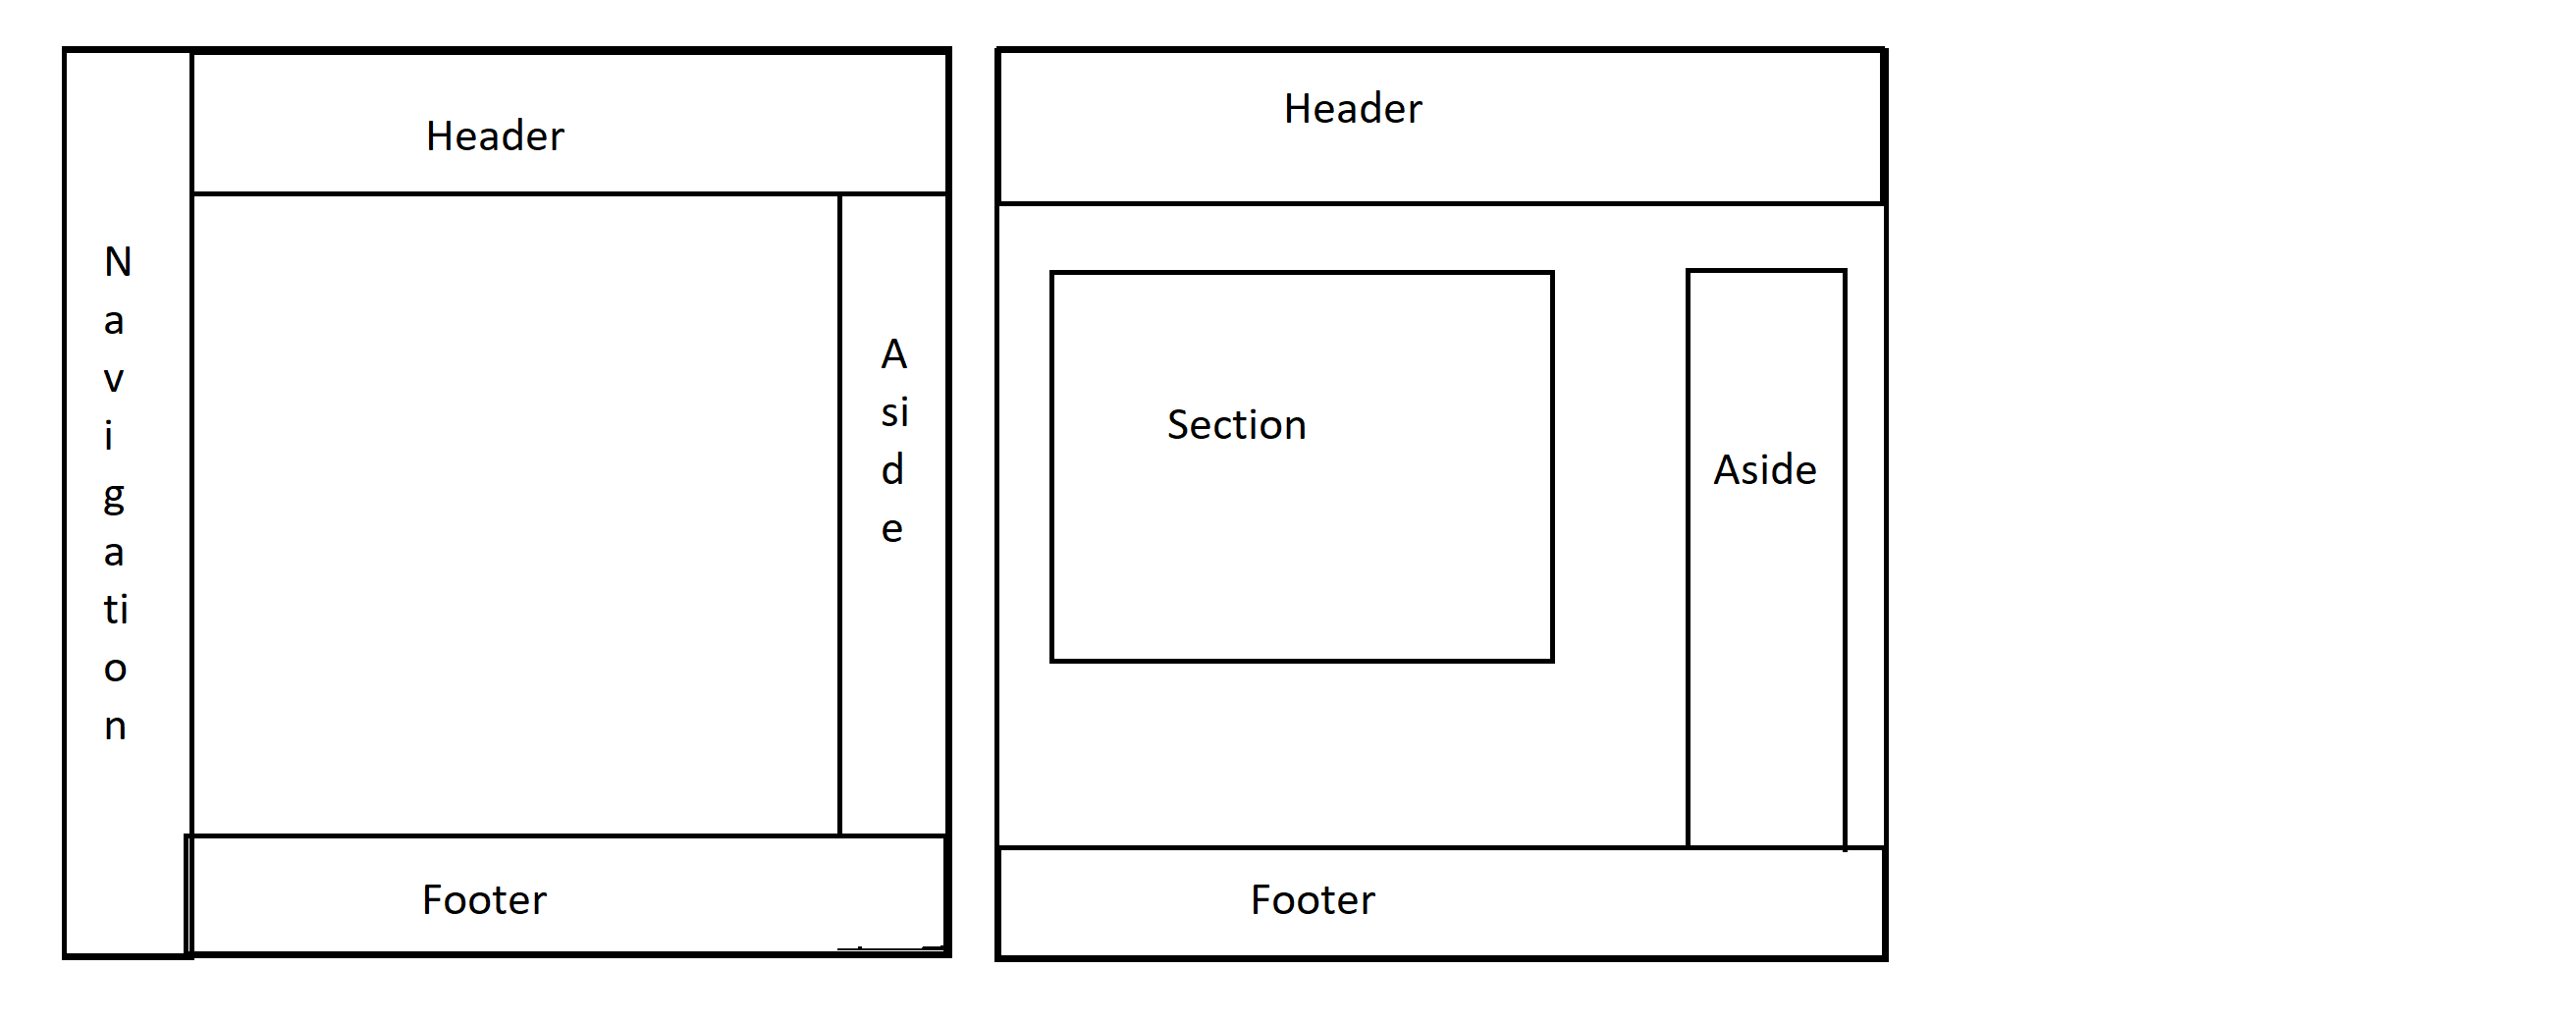 Header
N
a
v
i
g
a
ti
o
n
A
si
d
e
Footer
Header
Section
Aside
Footer